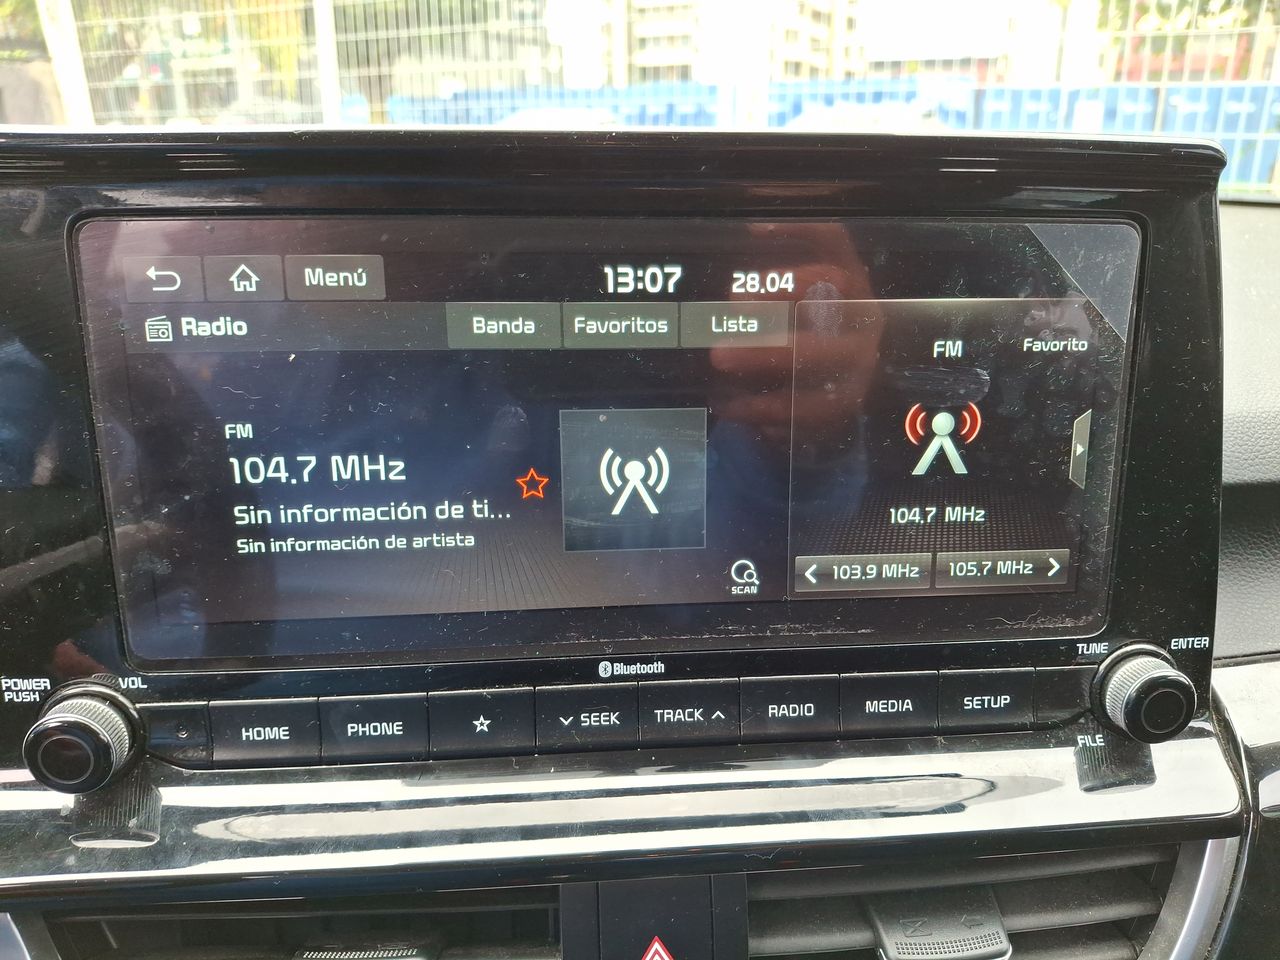 Menú
13:07
28.04
Radio
Banda
Favoritos
Lista
FM
Favorito
FM
104.7 MHz
Sin información de ti...
Sin información de artista
SCAN
104.7 MHz
103.9 MHz
105.7 MHz
Bluetooth
POWER
PUSH
VOL
TUNE
ENTER
HOME
PHONE
SEEK
TRACK
RADIO
MEDIA
SETUP
FILE